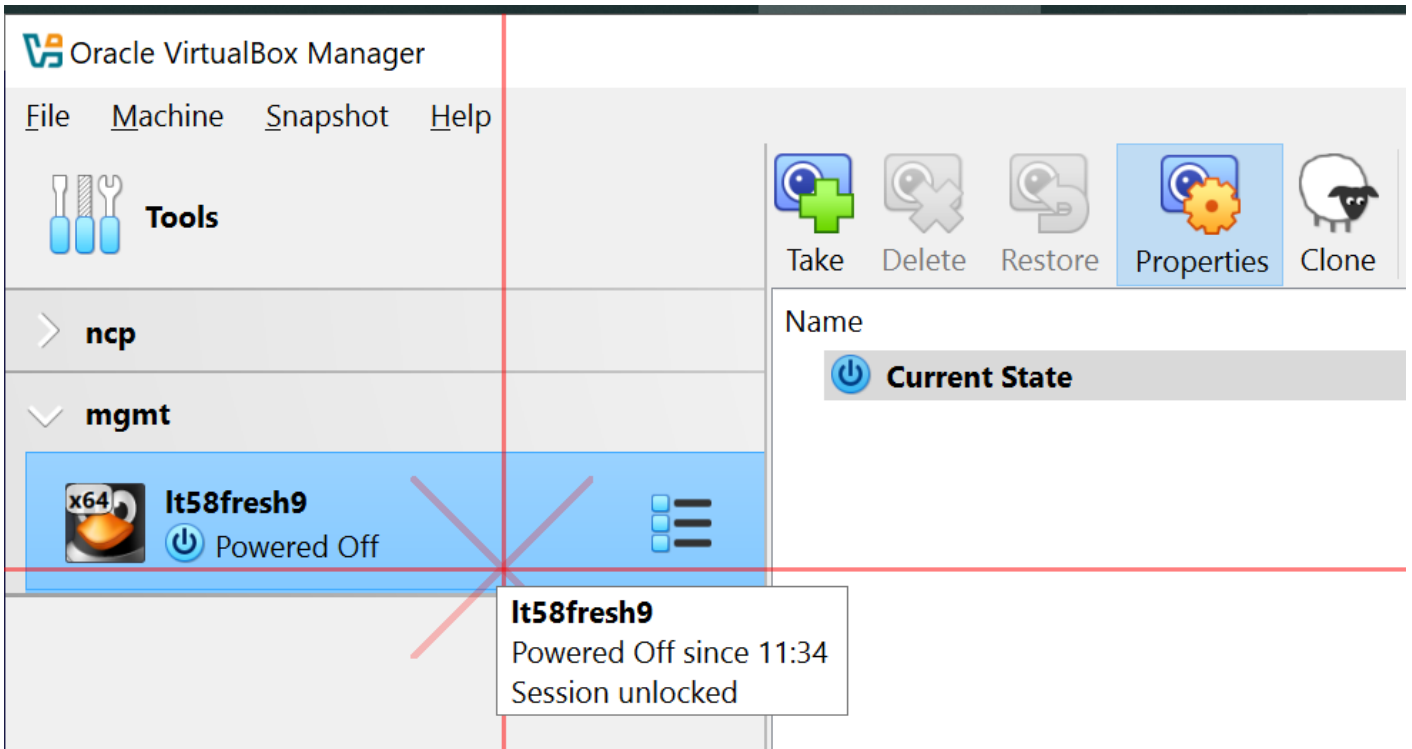 Oracle VirtualBox Manager
File Machine Snapshot Help
Tools
Take Delete Restore Properties Clone
ncp
Name
Current State
mgmt
x64
lt58fresh9
Powered Off
lt58fresh9
Powered Off since 11:34
Session unlocked